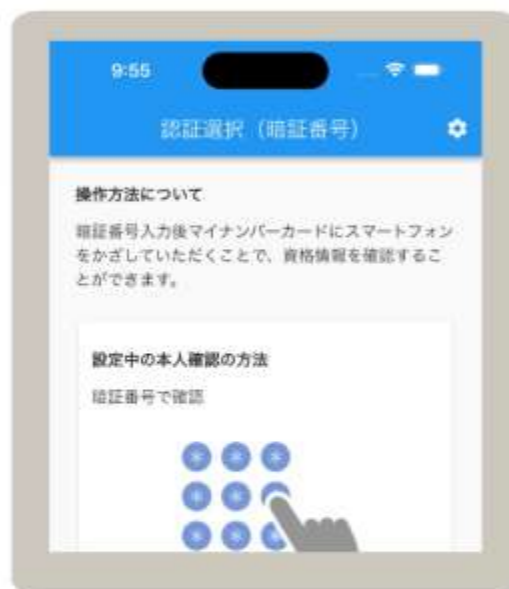 9:55
認証選択（暗証番号）
操作方法について
暗証番号入力後マイナンバーカードにスマートフォン
をかざしていただくことで、資格情報を確認するこ
とができます。
設定中の本人確認の方法
暗証番号で確認